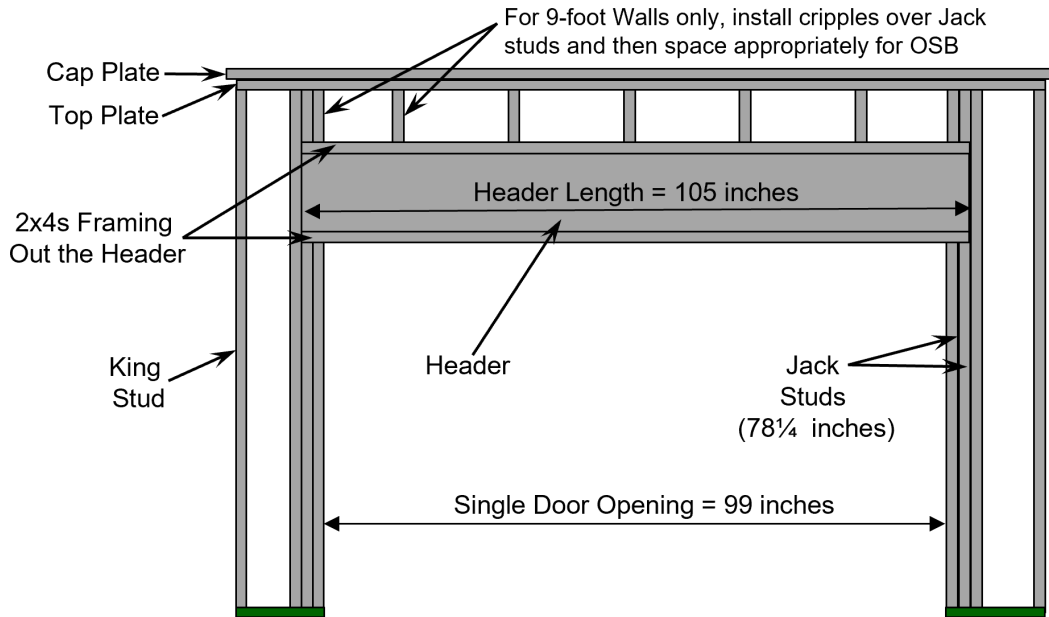 For 9-foot Walls only, install cripples over Jack
studs and then space appropriately for OSB
Cap Plate
Top Plate
Header Length = 105 inches
2x4s Framing
Out the Header
Header
King
Stud
Jack
Studs
(78¼ inches)
Single Door Opening = 99 inches